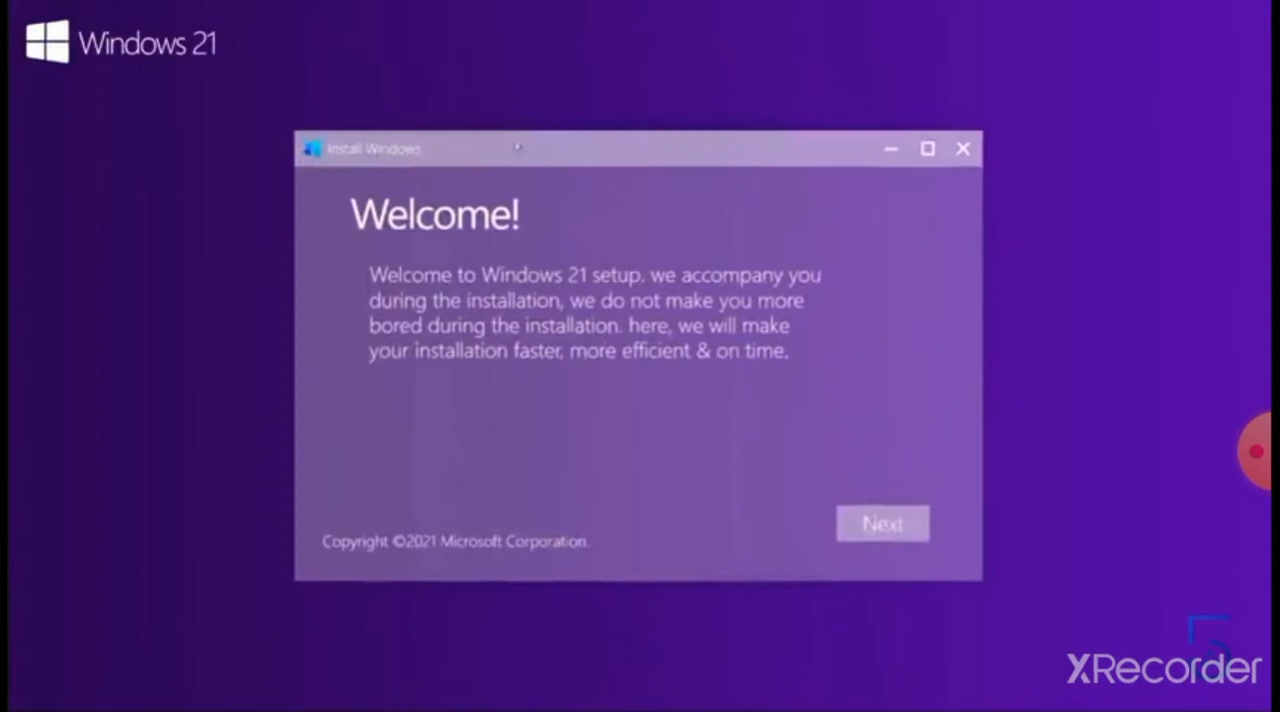 Windows 21
Install Windows
Welcome!
Welcome to Windows 21 setup. we accompany you
during the installation, we do not make you more
bored during the installation. here, we will make
your installation faster, more efficient & on time.
Next
Copyright ©2021 Microsoft Corporation.
XRecorder